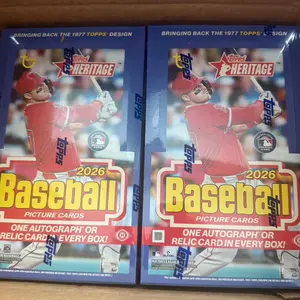 BRINGING BACK THE 1977 TOPPS® DESIGN
Topps
HERITAGE
Topps
Topps
2026
Baseball
PICTURE CARDS
ONE AUTOGRAPH OR
RELIC CARD IN EVERY BOX!
BRINGING BACK THE 1977 TOPPS® DESIGN
Topps
HERITAGE
Topps
Topps
2026
Baseball
PICTURE CARDS
ONE AUTOGRAPH OR
RELIC CARD IN EVERY BOX!